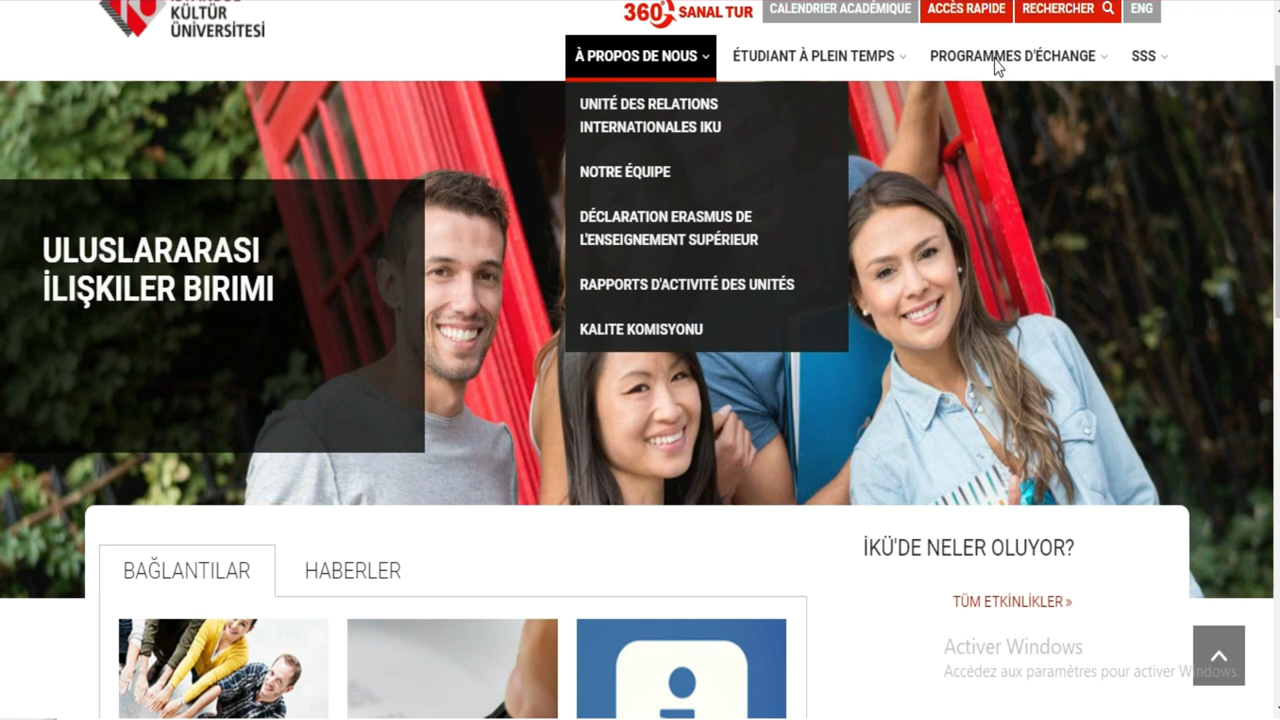 KÜLTÜR
ÜNİVERSİTESİ
360° SANAL TUR
CALENDRIER ACADÉMIQUE
ACCÈS RAPIDE
RECHERCHER
ENG
À PROPOS DE NOUS
ÉTUDIANT À PLEIN TEMPS
PROGRAMMES D'ÉCHANGE
SSS
UNITÉ DES RELATIONS
INTERNATIONALES IKU
NOTRE ÉQUIPE
DÉCLARATION ERASMUS DE
L'ENSEIGNEMENT SUPÉRIEUR
RAPPORTS D'ACTIVITÉ DES UNITÉS
KALITE KOMISYONU
ULUSLARARASI
İLIŞKILER BIRIMI
BAĞLANTILAR
HABERLER
İKÜ'DE NELER OLUYOR?
TÜM ETKİNLİKLER »
Activer Windows
Accédez aux paramètres pour activer Windows.